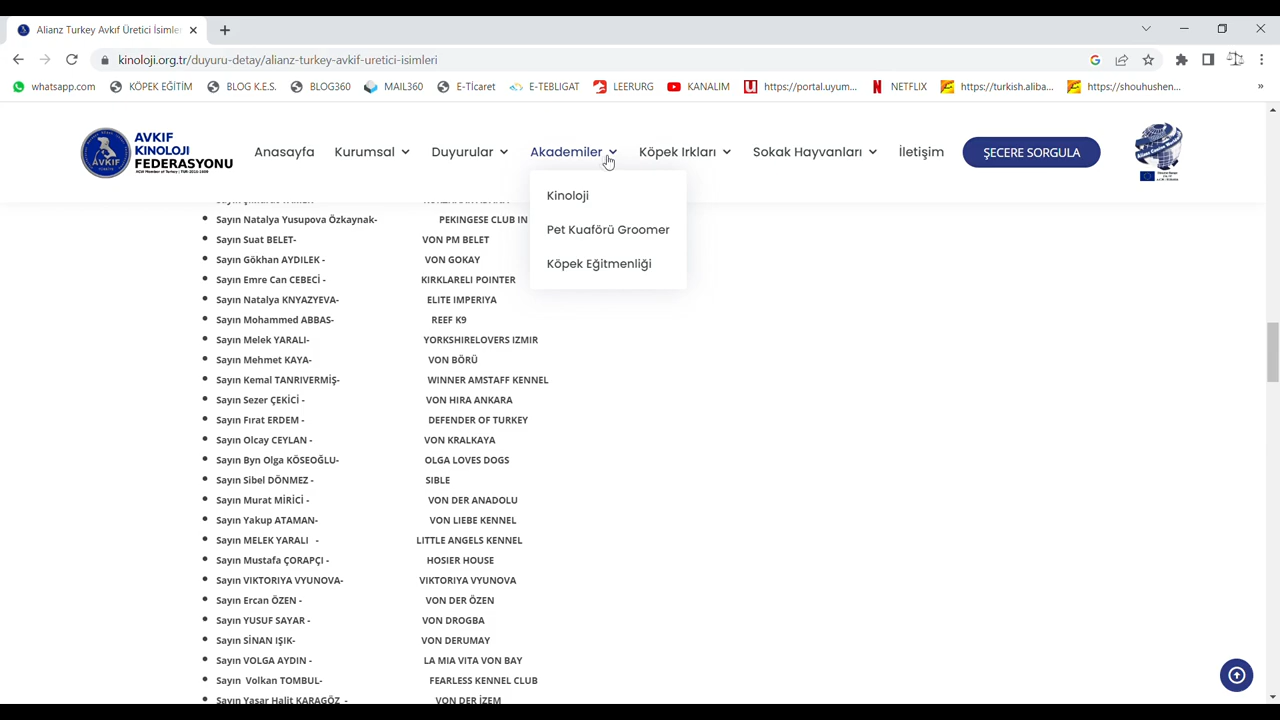 Alianz Turkey Avkıf Üretici İsimle
kinoloji.org.tr/duyuru-detay/alianz-turkey-avkif-uretici-isimleri
whatsapp.com KÖPEK EĞİTİM BLOG K.E.S. BLOG360 MAIL360 E-Ticaret E-TEBLIGAT LEERURG KANALIM https://portal.uyum... NETFLIX https://turkish.aliba... https://shouhushen... »
AVKIF
KINOLOJI
FEDERASYONU
AVKIF
Anasayfa Kurumsal Duyurular Akademiler Köpek Irkları Sokak Hayvanları İletişim ŞECERE SORGULA
Kinoloji
Pet Kuaförü Groomer
Köpek Eğitmenliği
Sayın Natalya Yusupova Özkaynak- PEKINGESE CLUB IN
Sayın Suat BELET- VON PM BELET
Sayın Gökhan AYDILEK - VON GOKAY
Sayın Emre Can CEBECİ - KIRKLARELI POINTER
Sayın Natalya KNYAZYEVA- ELITE IMPERIYA
Sayın Mohammed ABBAS- REEF K9
Sayın Melek YARALI- YORKSHIRELOVERS IZMIR
Sayın Mehmet KAYA- VON BÖRÜ
Sayın Kemal TANRIVERMİŞ- WINNER AMSTAFF KENNEL
Sayın Sezer ÇEKİCİ - VON HIRA ANKARA
Sayın Fırat ERDEM - DEFENDER OF TURKEY
Sayın Olcay CEYLAN - VON KRALKAYA
Sayın Byn Olga KÖSEOĞLU- OLGA LOVES DOGS
Sayın Sibel DÖNMEZ - SIBLE
Sayın Murat MİRİCİ - VON DER ANADOLU
Sayın Yakup ATAMAN- VON LIEBE KENNEL
Sayın MELEK YARALI - LITTLE ANGELS KENNEL
Sayın Mustafa ÇORAPÇI - HOSIER HOUSE
Sayın VIKTORIYA VYUNOVA- VIKTORIYA VYUNOVA
Sayın Ercan ÖZEN - VON DER ÖZEN
Sayın YUSUF SAYAR - VON DROGBA
Sayın SİNAN IŞIK- VON DERUMAY
Sayın VOLGA AYDIN - LA MIA VITA VON BAY
Sayın Volkan TOMBUL- FEARLESS KENNEL CLUB
Sayın Yaşar Halit KARAGÖZ - VON DER İZEM